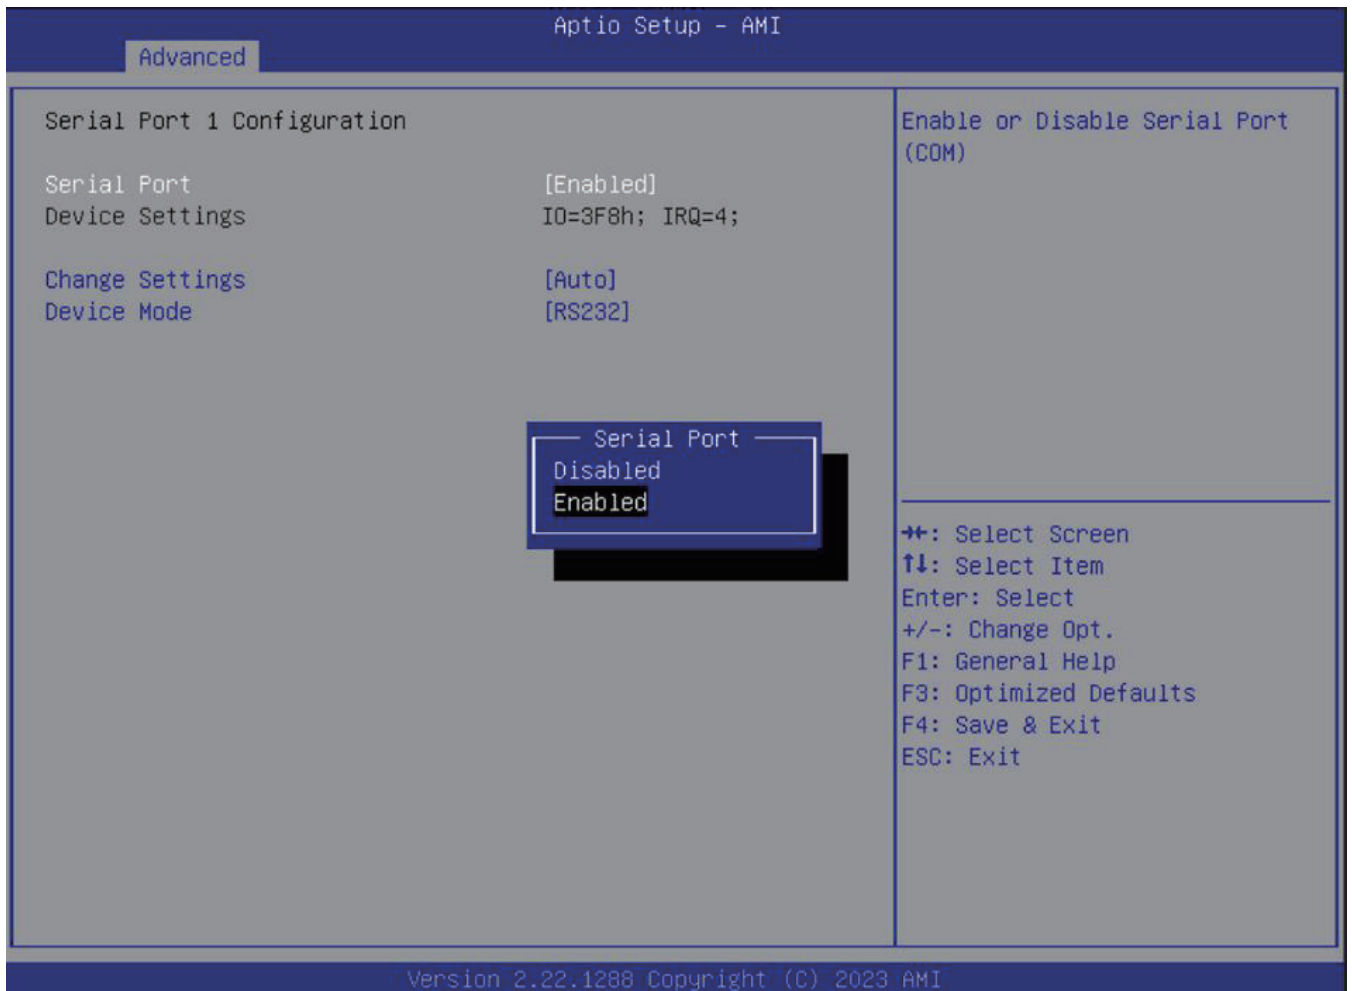 Aptio Setup – AMI
Advanced
Serial Port 1 Configuration
Serial Port [Enabled]
Device Settings IO=3F8h; IRQ=4;
Change Settings [Auto]
Device Mode [RS232]
Serial Port
Disabled
Enabled
Enable or Disable Serial Port
(COM)
→←: Select Screen
↑↓: Select Item
Enter: Select
+/-: Change Opt.
F1: General Help
F3: Optimized Defaults
F4: Save & Exit
ESC: Exit
Version 2.22.1288 Copyright (C) 2023 AMI